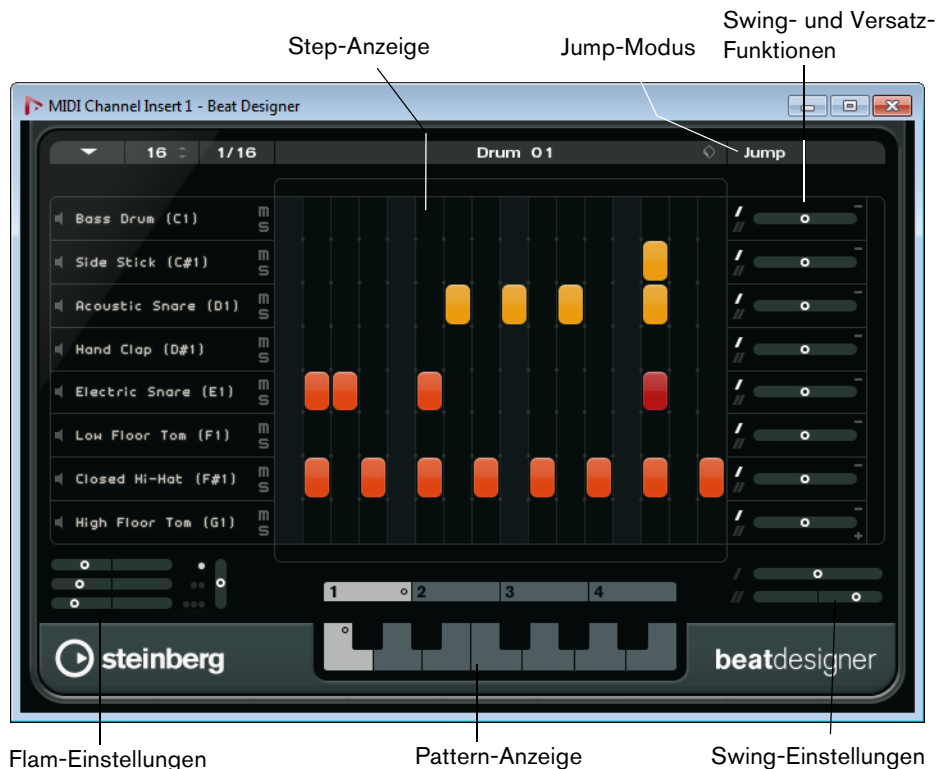 Swing- und Versatz-
Step-Anzeige Jump-Modus Funktionen
MIDI Channel Insert 1 - Beat Designer
16 1/16 Drum 01 Jump
Bass Drum (C1) m S
Side Stick (C#1) m S
Acoustic Snare (D1) m S
Hand Clap (D#1) m S
Electric Snare (E1) m S
Low Floor Tom (F1) m S
Closed Hi-Hat (F#1) m S
High Floor Tom (G1) m S
1 2 3 4
steinberg beatdesigner
Flam-Einstellungen Pattern-Anzeige Swing-Einstellungen